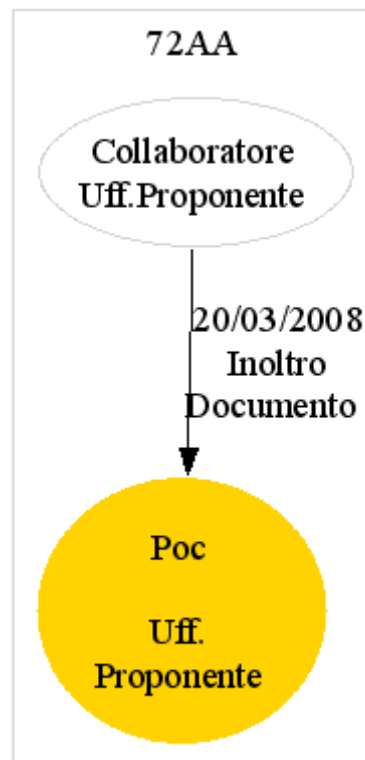 72AA
Collaboratore
Uff.Proponente
20/03/2008
Inoltro
Documento
Poc
Uff.
Proponente